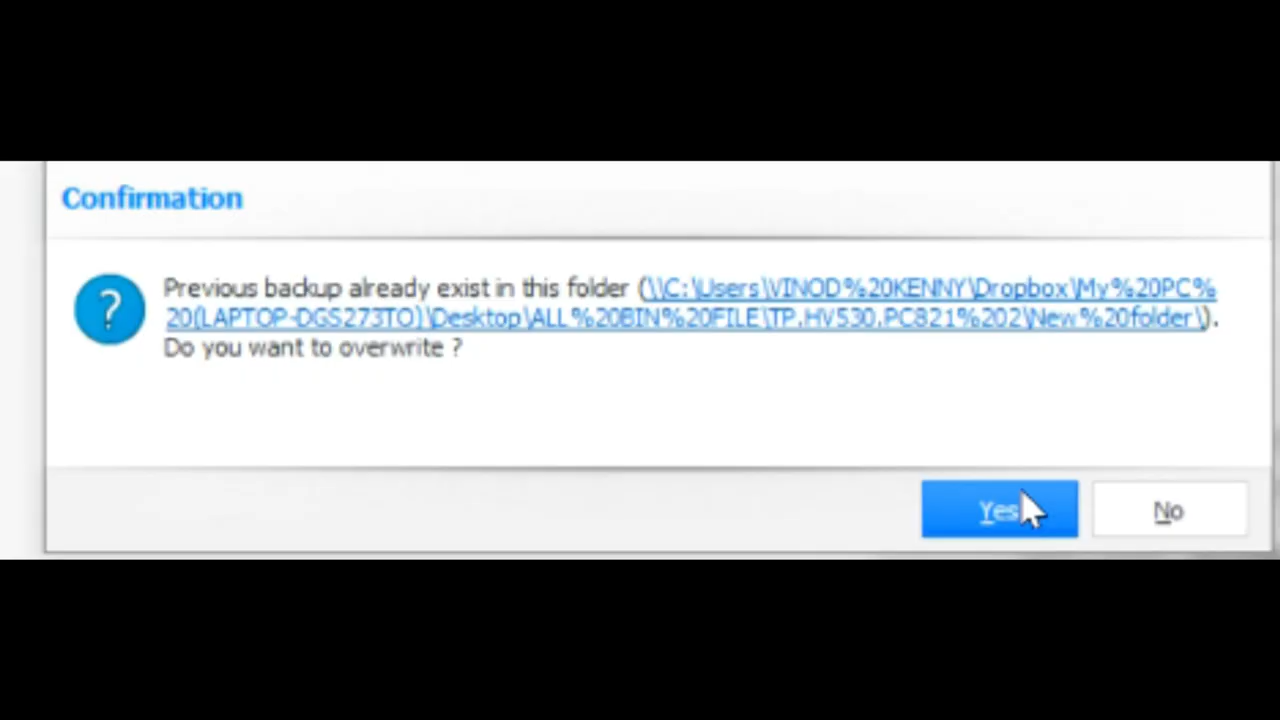 Confirmation
Previous backup already exist in this folder (\\C:\Users\VINOD%20KENNY\Dropbox\My%20PC%
20(LAPTOP-DGS273TO)\Desktop\ALL%20BIN%20FILE\TP.HV530.PC821%202\New%20folder\).
Do you want to overwrite ?
Yes
No